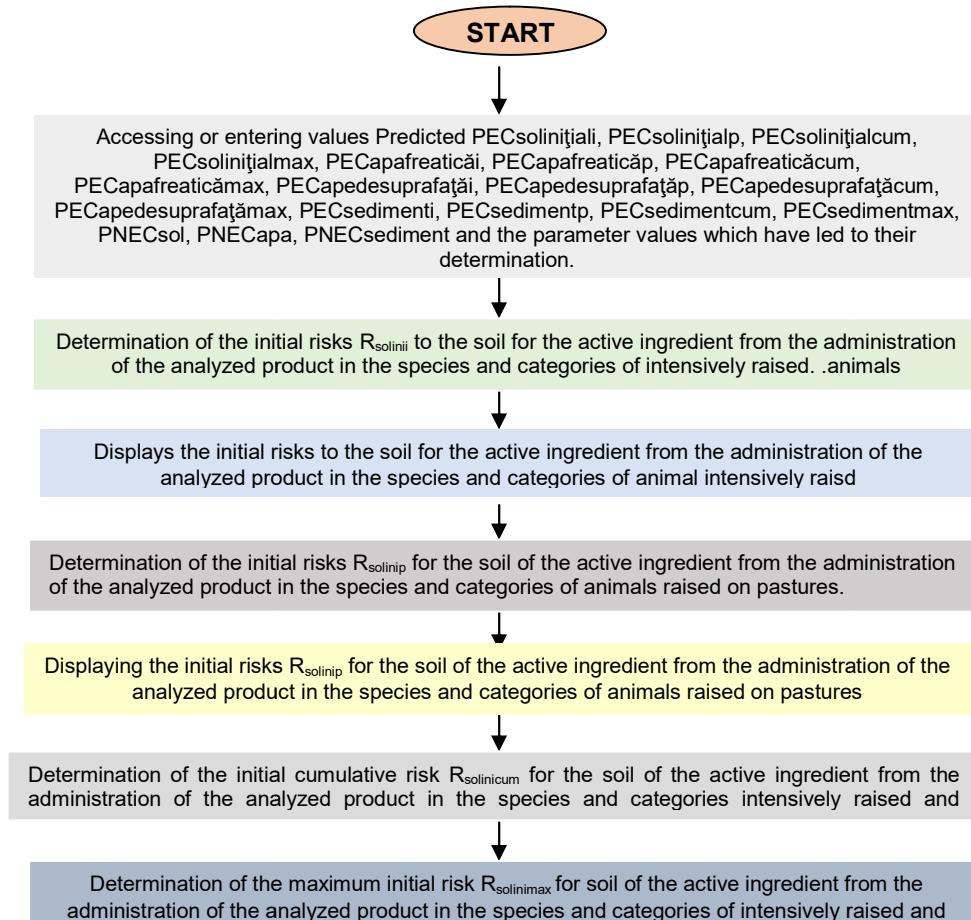 START
Accessing or entering values Predicted PECsoliniţiali, PECsoliniţialp, PECsoliniţialcum,
PECsoliniţialmax, PECapafreaticăi, PECapafreaticăp, PECapafreaticăcum,
PECapafreaticămax, PECapedesuprafaţăi, PECapedesuprafaţăp, PECapedesuprafaţăcum,
PECapedesuprafaţămax, PECsedimenti, PECsedimentp, PECsedimentcum, PECsedimentmax,
PNECsol, PNECapa, PNECsediment and the parameter values which have led to their
determination.
Determination of the initial risks Rsolinii to the soil for the active ingredient from the administration
of the analyzed product in the species and categories of intensively raised. .animals
Displays the initial risks to the soil for the active ingredient from the administration of the
analyzed product in the species and categories of animal intensively raisd
Determination of the initial risks Rsolinip for the soil of the active ingredient from the administration
of the analyzed product in the species and categories of animals raised on pastures.
Displaying the initial risks Rsolinip for the soil of the active ingredient from the administration of the
analyzed product in the species and categories of animals raised on pastures
Determination of the initial cumulative risk Rsolinicum for the soil of the active ingredient from the
administration of the analyzed product in the species and categories intensively raised and
Determination of the maximum initial risk Rsolinimax for soil of the active ingredient from the
administration of the analyzed product in the species and categories of intensively raised and